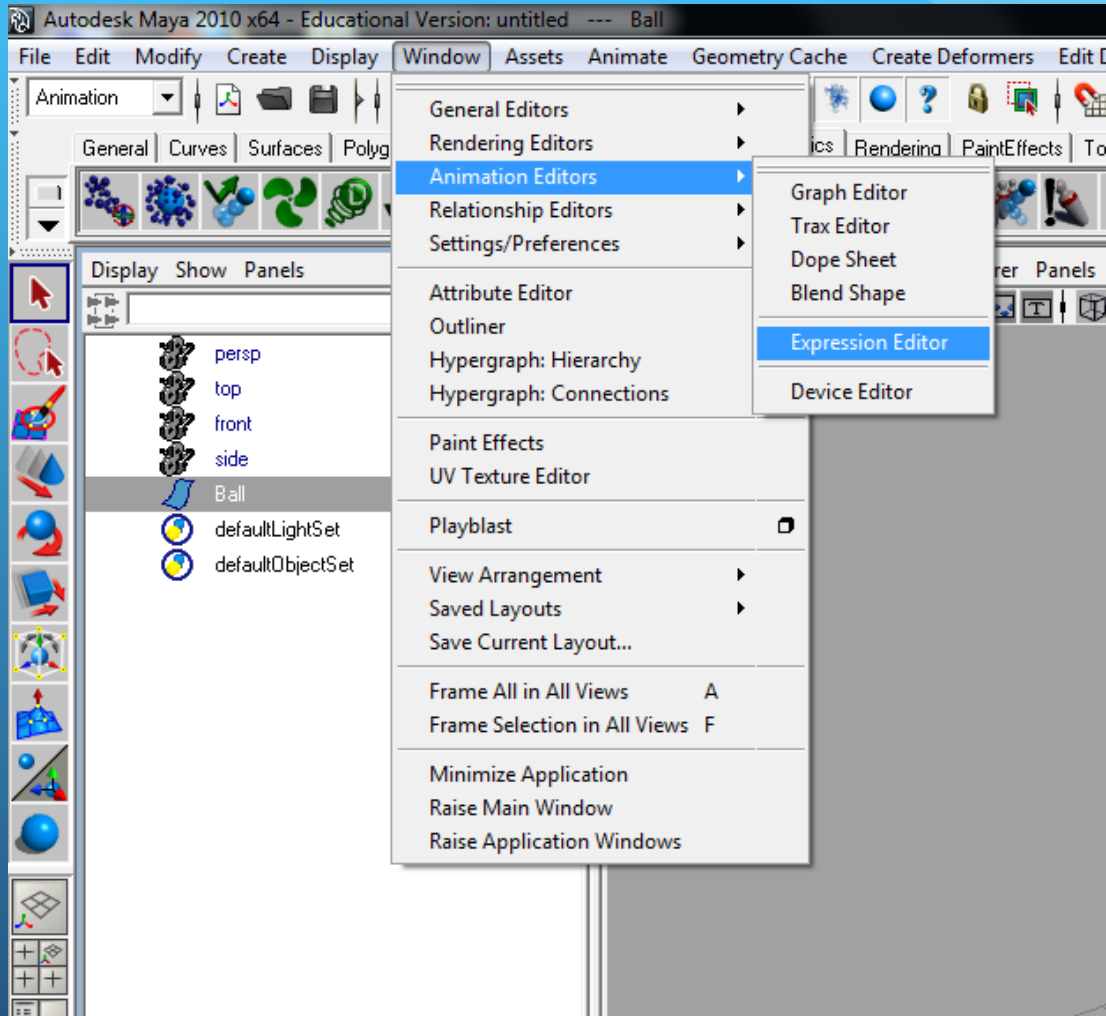 Autodesk Maya 2010 x64 - Educational Version: untitled --- Ball
File Edit Modify Create Display Window Assets Animate Geometry Cache Create Deformers Edit D
Animation
General Curves Surfaces Polyg ics Rendering PaintEffects To
General Editors
Rendering Editors
Animation Editors
Relationship Editors
Settings/Preferences
Attribute Editor
Outliner
Hypergraph: Hierarchy
Hypergraph: Connections
Paint Effects
UV Texture Editor
Playblast
View Arrangement
Saved Layouts
Save Current Layout...
Frame All in All Views A
Frame Selection in All Views F
Minimize Application
Raise Main Window
Raise Application Windows
Graph Editor
Trax Editor
Dope Sheet
Blend Shape
Expression Editor
Device Editor
Display Show Panels
rer Panels
persp
top
front
side
Ball
defaultLightSet
defaultObjectSet